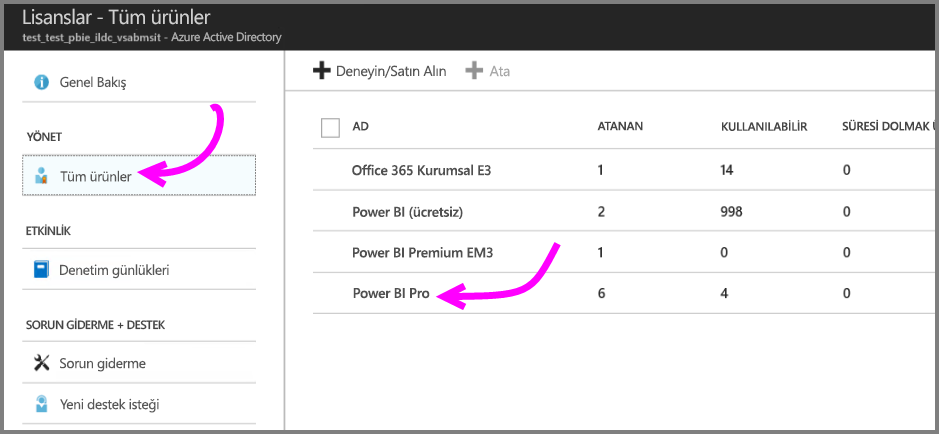 Lisanslar - Tüm ürünler
test_test_pbie_ildc_vsabmsit - Azure Active Directory
Genel Bakış
YÖNET
Tüm ürünler
ETKİNLİK
Denetim günlükleri
SORUN GİDERME + DESTEK
Sorun giderme
Yeni destek isteği
Deneyin/Satın Alın Ata
AD ATANAN KULLANILABİLİR SÜRESİ DOLMAK
Office 365 Kurumsal E3 1 14 0
Power BI (ücretsiz) 2 998 0
Power BI Premium EM3 1 0 0
Power BI Pro 6 4 0